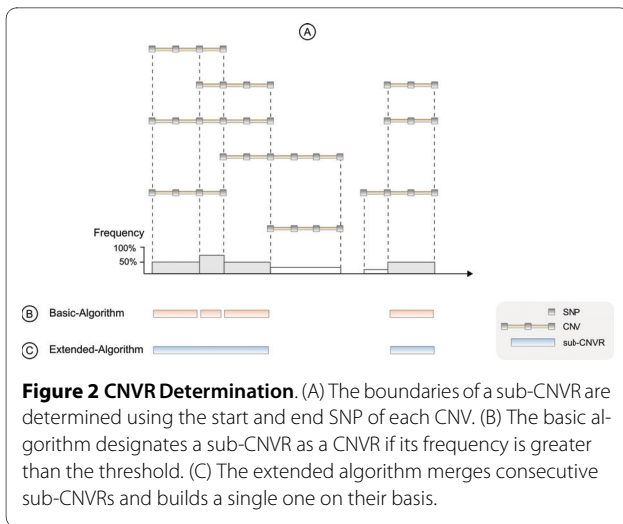 A
Frequency
100%
50%
B Basic-Algorithm
C Extended-Algorithm
SNP
CNV
sub-CNVR
Figure 2 CNVR Determination. (A) The boundaries of a sub-CNVR are
determined using the start and end SNP of each CNV. (B) The basic al-
gorithm designates a sub-CNVR as a CNVR if its frequency is greater
than the threshold. (C) The extended algorithm merges consecutive
sub-CNVRs and builds a single one on their basis.